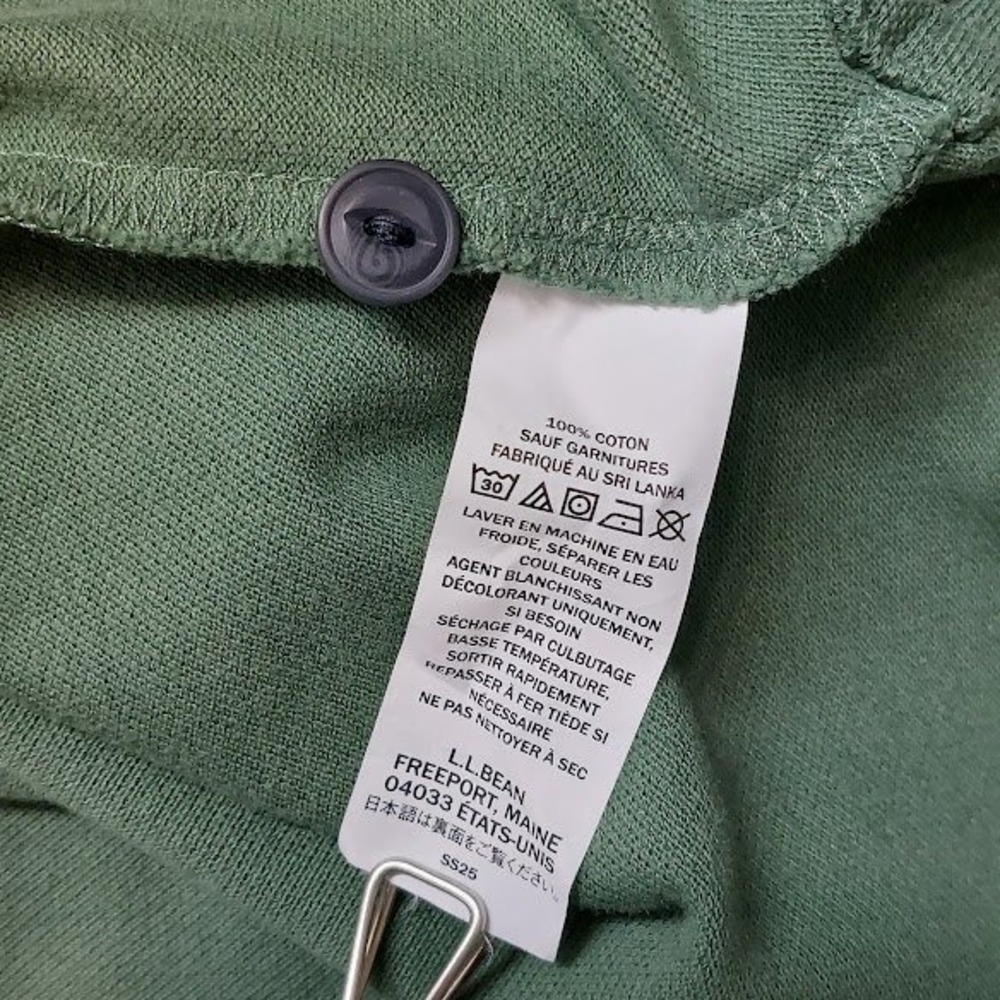 100% COTON
SAUF GARNITURES
FABRIQUÉ AU SRI LANKA
30
LAVER EN MACHINE EN EAU
FROIDE, SÉPARER LES
COULEURS
AGENT BLANCHISSANT NON
DÉCOLORANT UNIQUEMENT,
SI BESOIN
SÉCHAGE PAR CULBUTAGE
BASSE TEMPÉRATURE,
SORTIR RAPIDEMENT
REPASSER À FER TIÈDE SI
NÉCESSAIRE
NE PAS NETTOYER À SEC
L.L.BEAN
FREEPORT, MAINE
04033 ÉTATS-UNIS
日本語は裏面をご覧ください。
SS25